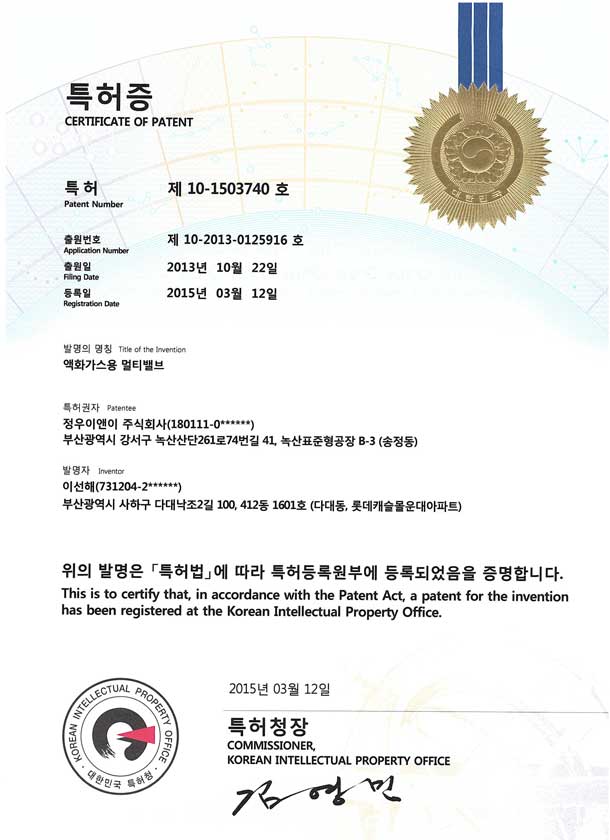 특허증
CERTIFICATE OF PATENT
대한민국
특허 제 10-1503740 호
Patent Number
출원번호 제 10-2013-0125916 호
Application Number
출원일 2013년 10월 22일
Filing Date
등록일 2015년 03월 12일
Registration Date
발명의 명칭 Title of the Invention
액화가스용 멀티밸브
특허권자 Patentee
정우이앤이 주식회사(180111-0******)
부산광역시 강서구 녹산산단261로74번길 41, 녹산표준형공장 B-3 (송정동)
발명자 Inventor
이선해(731204-2******)
부산광역시 사하구 다대낙조2길 100, 412동 1601호 (다대동, 롯데캐슬몰운대아파트)
위의 발명은 「특허법」에 따라 특허등록원부에 등록되었음을 증명합니다.
This is to certify that, in accordance with the Patent Act, a patent for the invention
has been registered at the Korean Intellectual Property Office.
2015년 03월 12일
특허청장
COMMISSIONER,
KOREAN INTELLECTUAL PROPERTY OFFICE
김영민
KOREAN INTELLECTUAL PROPERTY OFFICE
대한민국 특허청